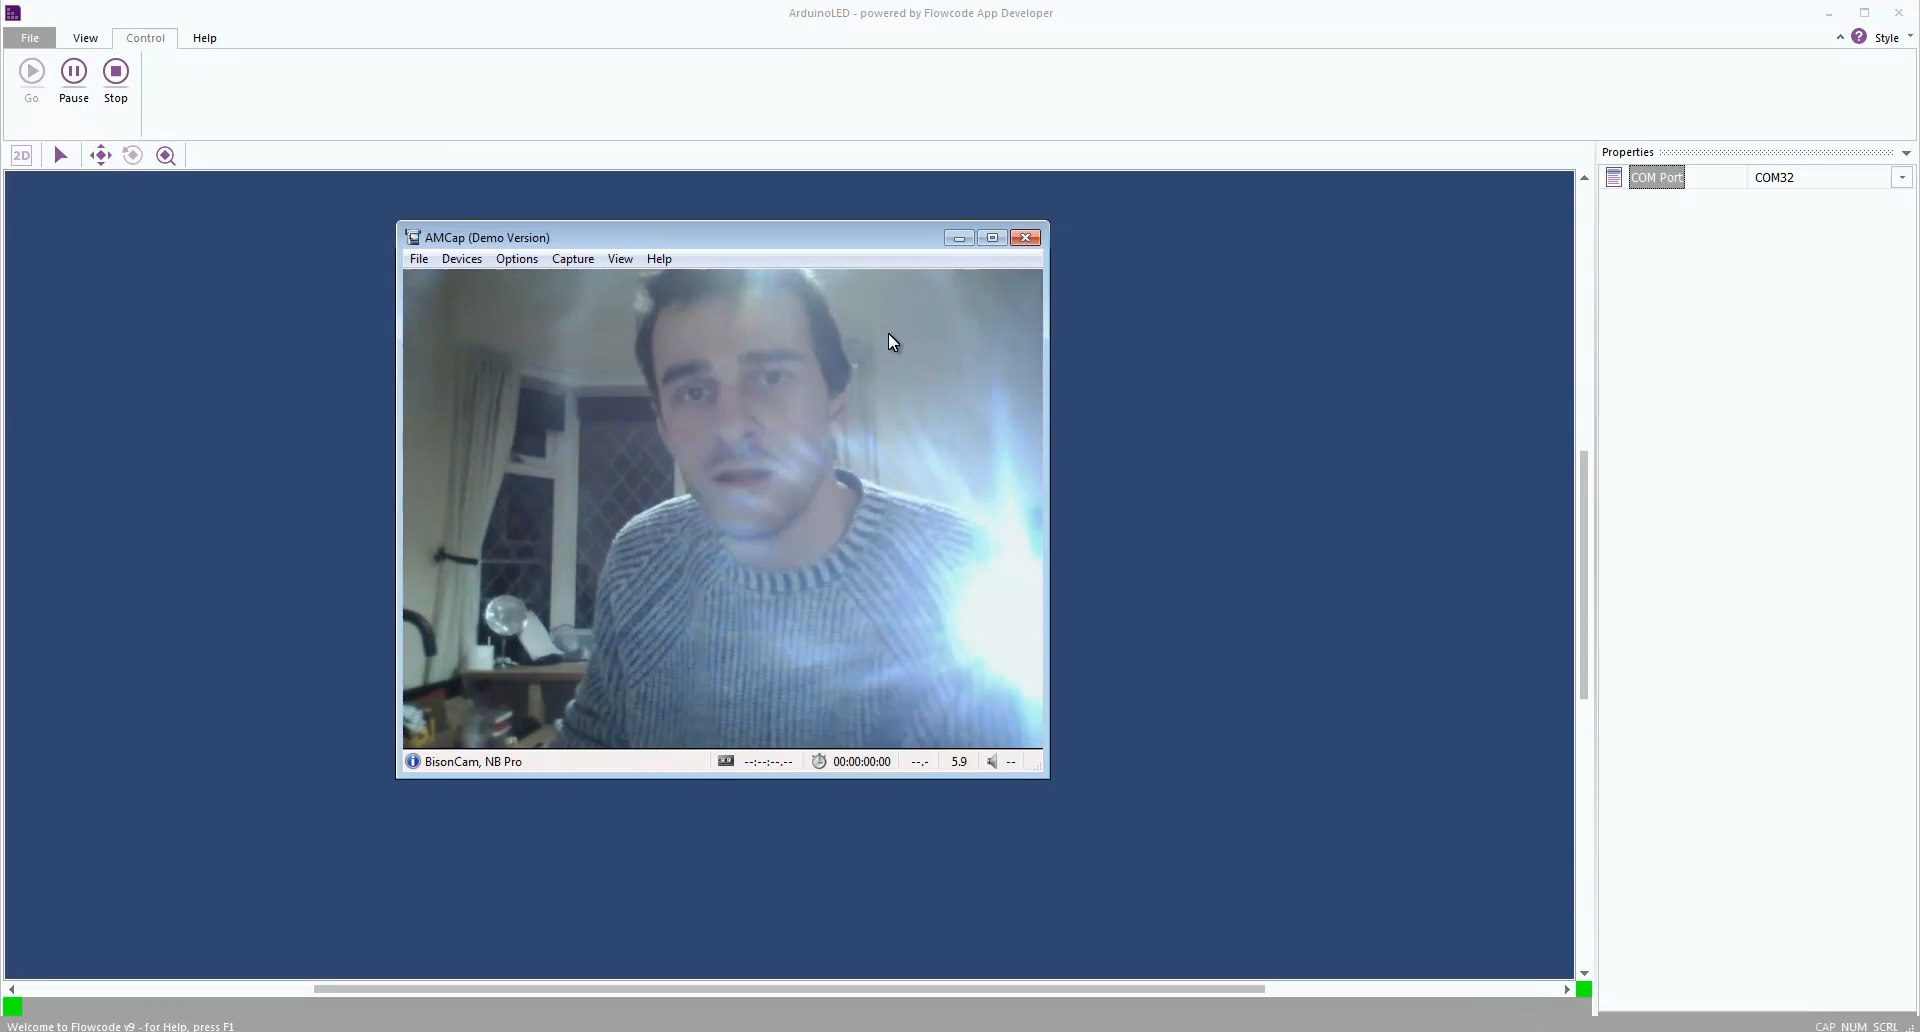 ArduinoLED - powered by Flowcode App Developer
File View Control Help
Style
Go Pause Stop
2D
Properties
COM Port COM32
AMCap (Demo Version)
File Devices Options Capture View Help
BisonCam, NB Pro --:--:--.-- 00:00:00:00 --.- 5.9 --
Welcome to Flowcode v9 - for Help, press F1
CAP NUM SCRL